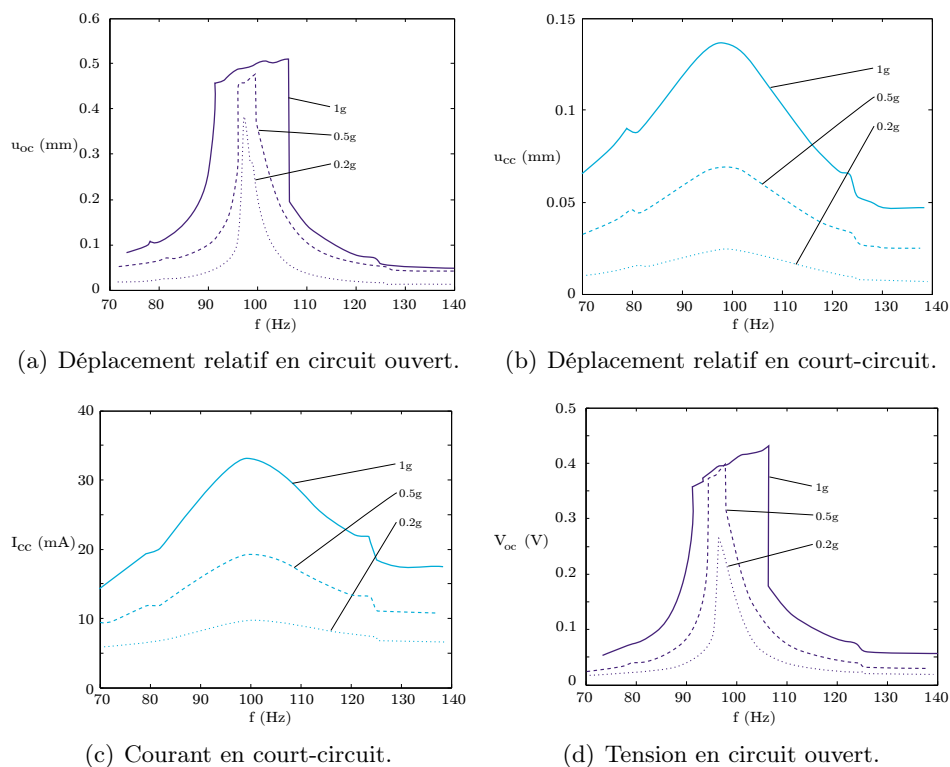 0.6
0.5
0.4
0.3
0.2
0.1
0
u_oc (mm)
1g
0.5g
0.2g
70 80 90 100 110 120 130 140
f (Hz)
(a) Déplacement relatif en circuit ouvert.
0.15
0.1
0.05
0
u_cc (mm)
1g
0.5g
0.2g
70 80 90 100 110 120 130 140
f (Hz)
(b) Déplacement relatif en court-circuit.
40
30
20
10
0
I_cc (mA)
1g
0.5g
0.2g
70 80 90 100 110 120 130 140
f (Hz)
(c) Courant en court-circuit.
0.5
0.4
0.3
0.2
0.1
0
V_oc (V)
1g
0.5g
0.2g
80 90 100 110 120 130 140
f (Hz)
(d) Tension en circuit ouvert.